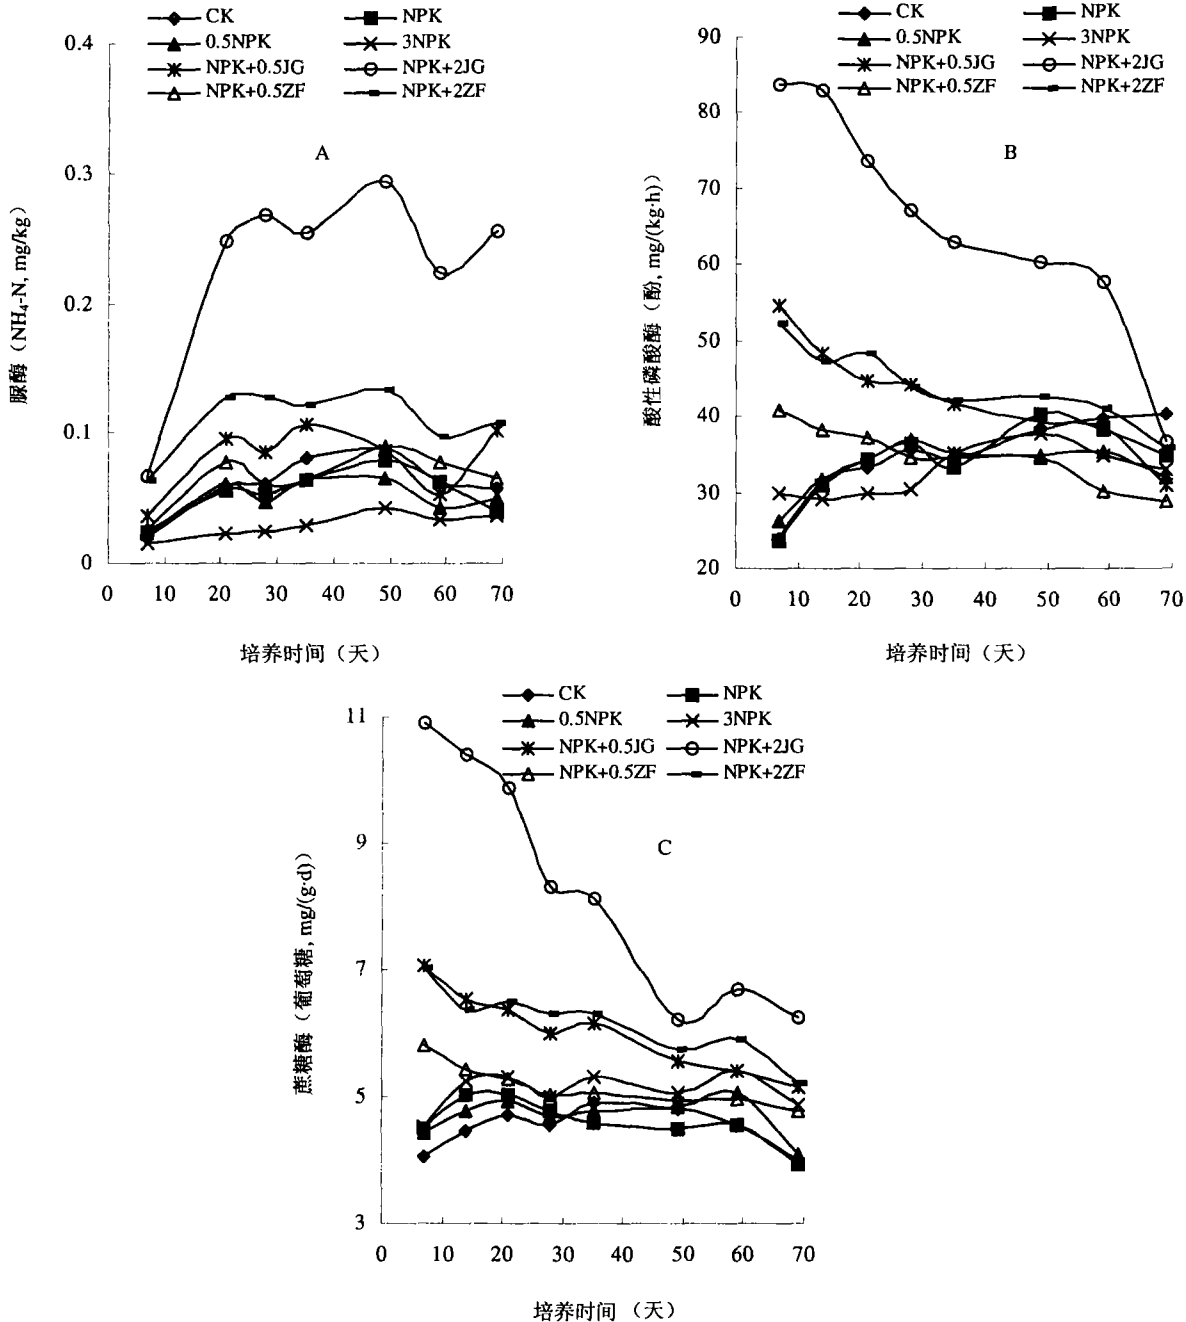 CK NPK
0.5NPK 3NPK
NPK+0.5JG NPK+2JG
NPK+0.5ZF NPK+2ZF
A
脲酶（NH₄-N, mg/kg）
0.4
0.3
0.2
0.1
0
0 10 20 30 40 50 60 70
培养时间（天）
CK NPK
0.5NPK 3NPK
NPK+0.5JG NPK+2JG
NPK+0.5ZF NPK+2ZF
B
酸性磷酸酶（酚, mg/(kg·h)）
90
80
70
60
50
40
30
20
0 10 20 30 40 50 60 70
培养时间（天）
CK NPK
0.5NPK 3NPK
NPK+0.5JG NPK+2JG
NPK+0.5ZF NPK+2ZF
C
蔗糖酶（葡萄糖, mg/(g·d)）
11
9
7
5
3
0 10 20 30 40 50 60 70
培养时间（天）